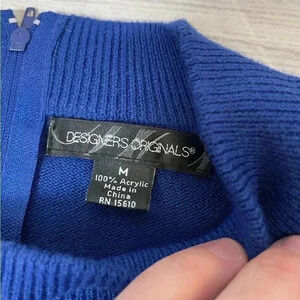 DESIGNERS ORIGINALS®
M
100% Acrylic
Made in
China
RN 15610